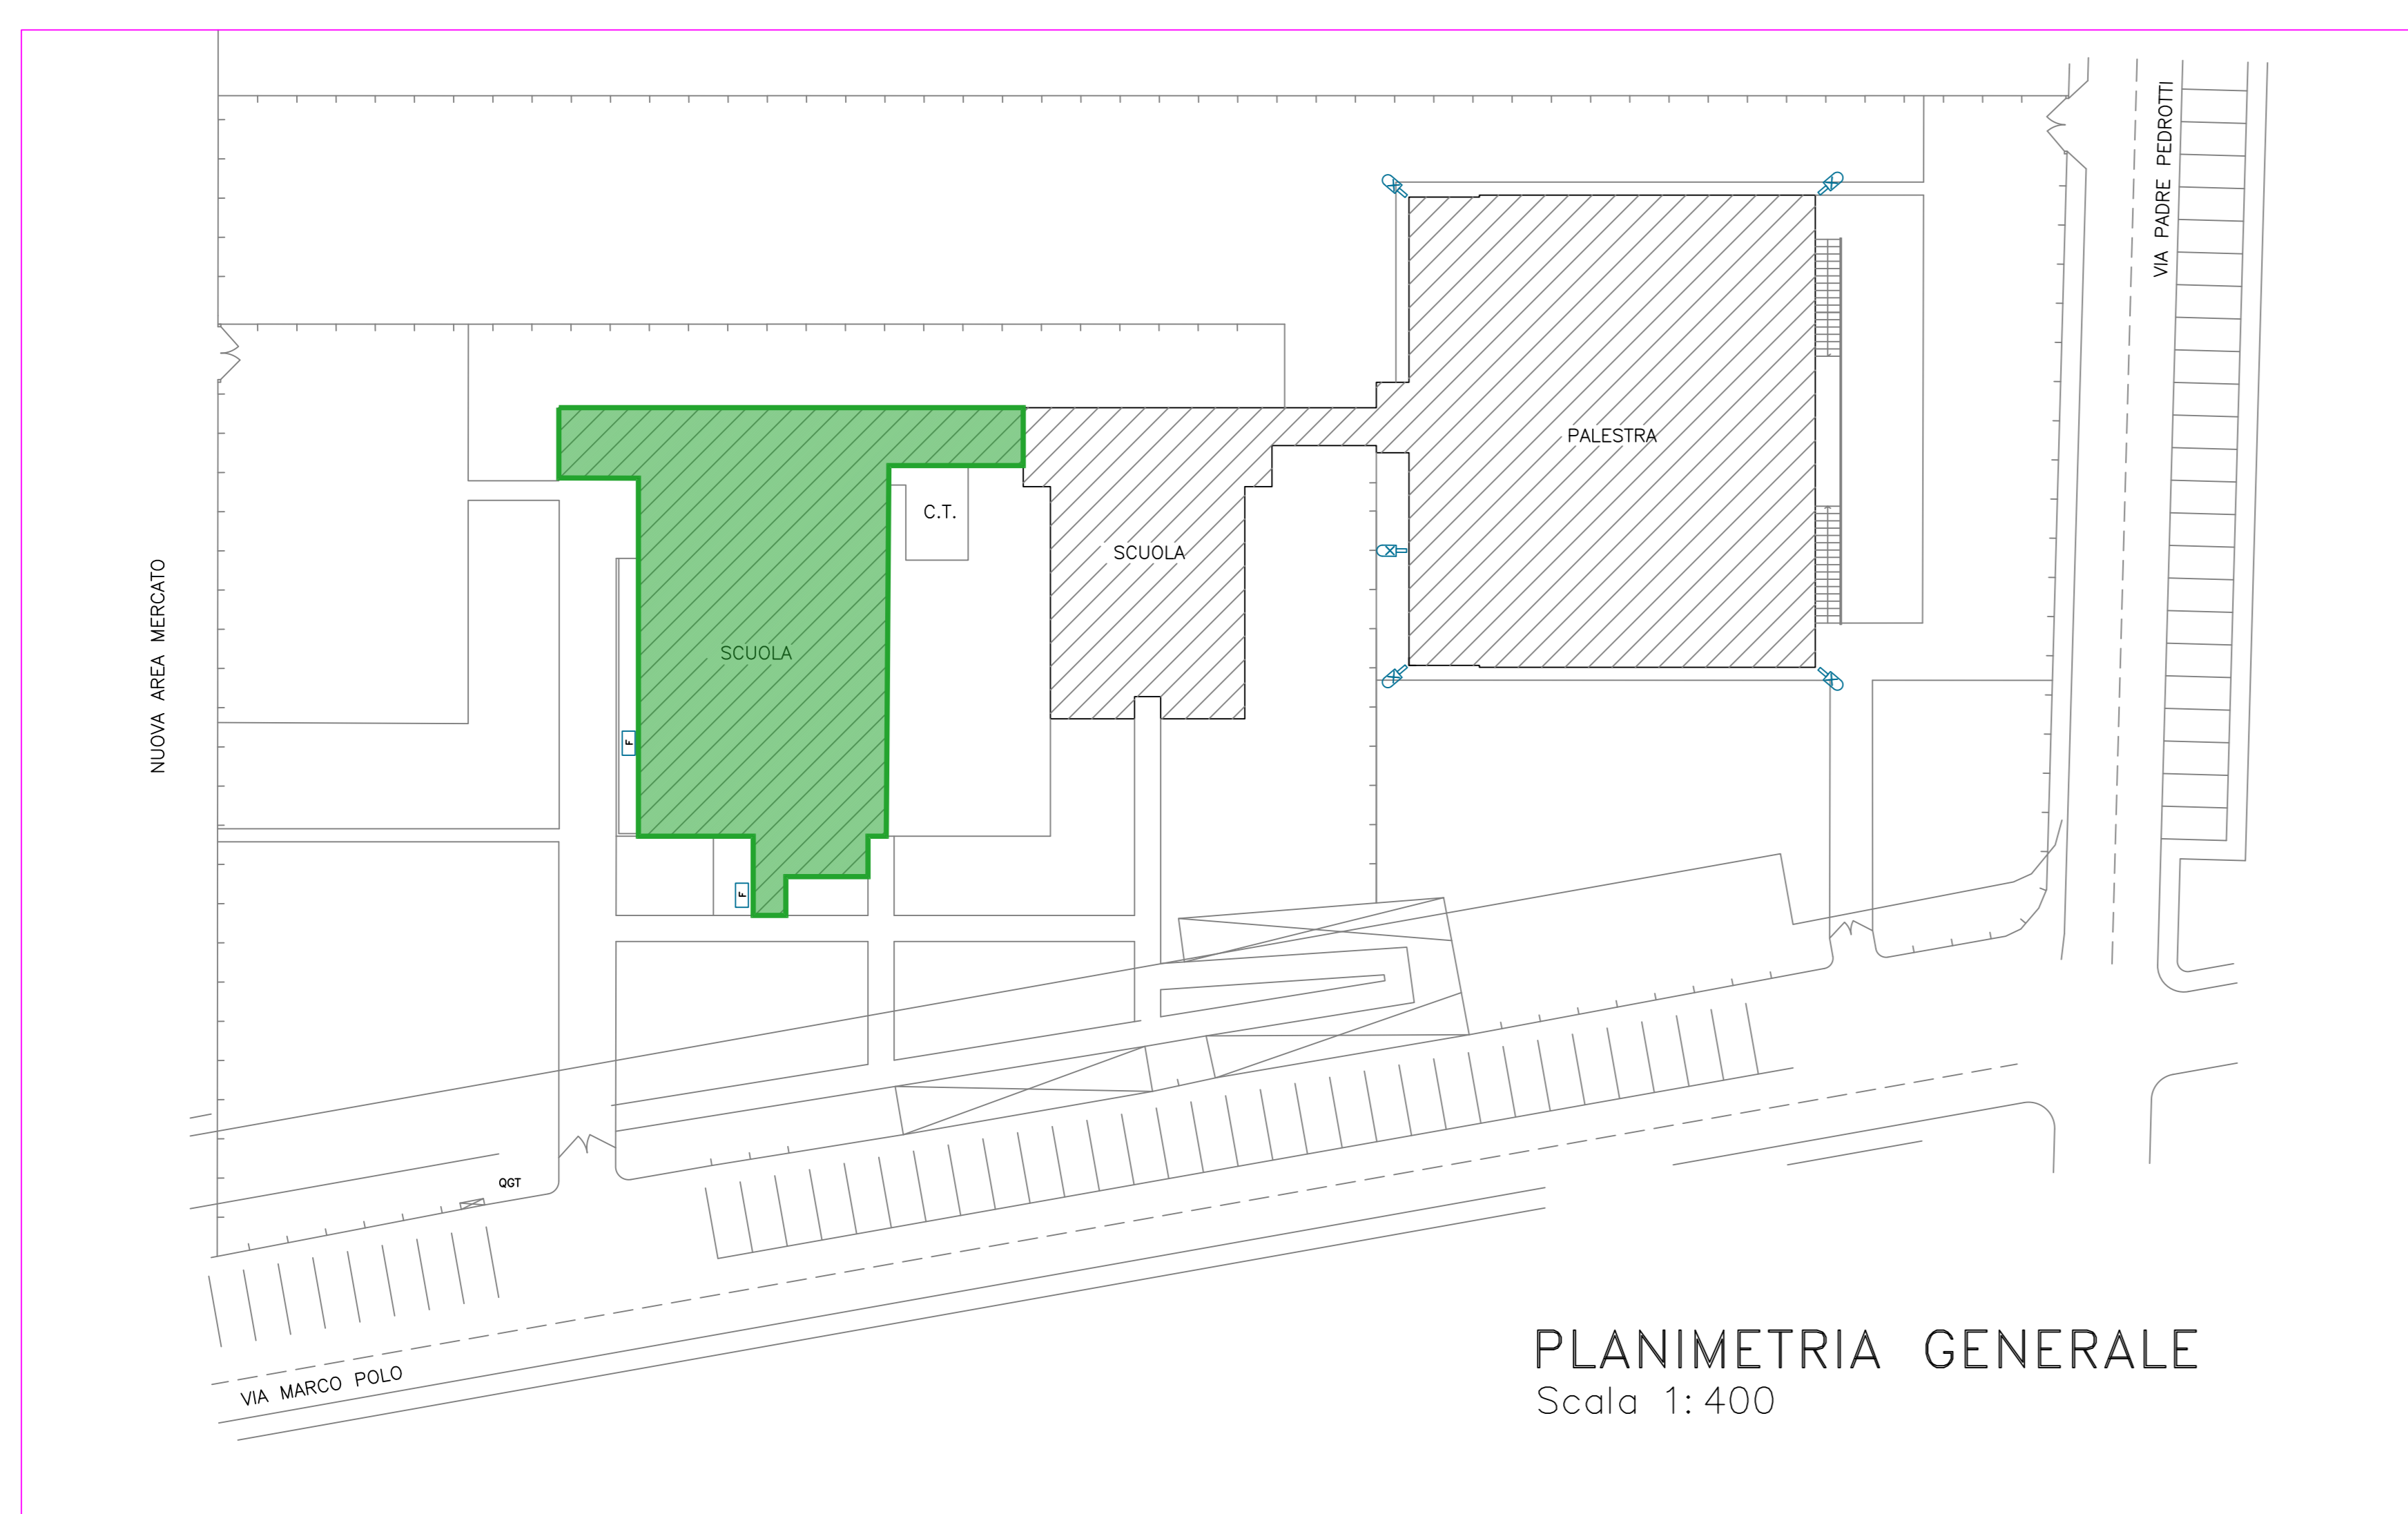 VIA PADRE PEDROTTI
PALESTRA
C.T.
SCUOLA
NUOVA AREA MERCATO
SCUOLA
F
F
QGT
PLANIMETRIA GENERALE
VIA MARCO POLO
Scala 1:400